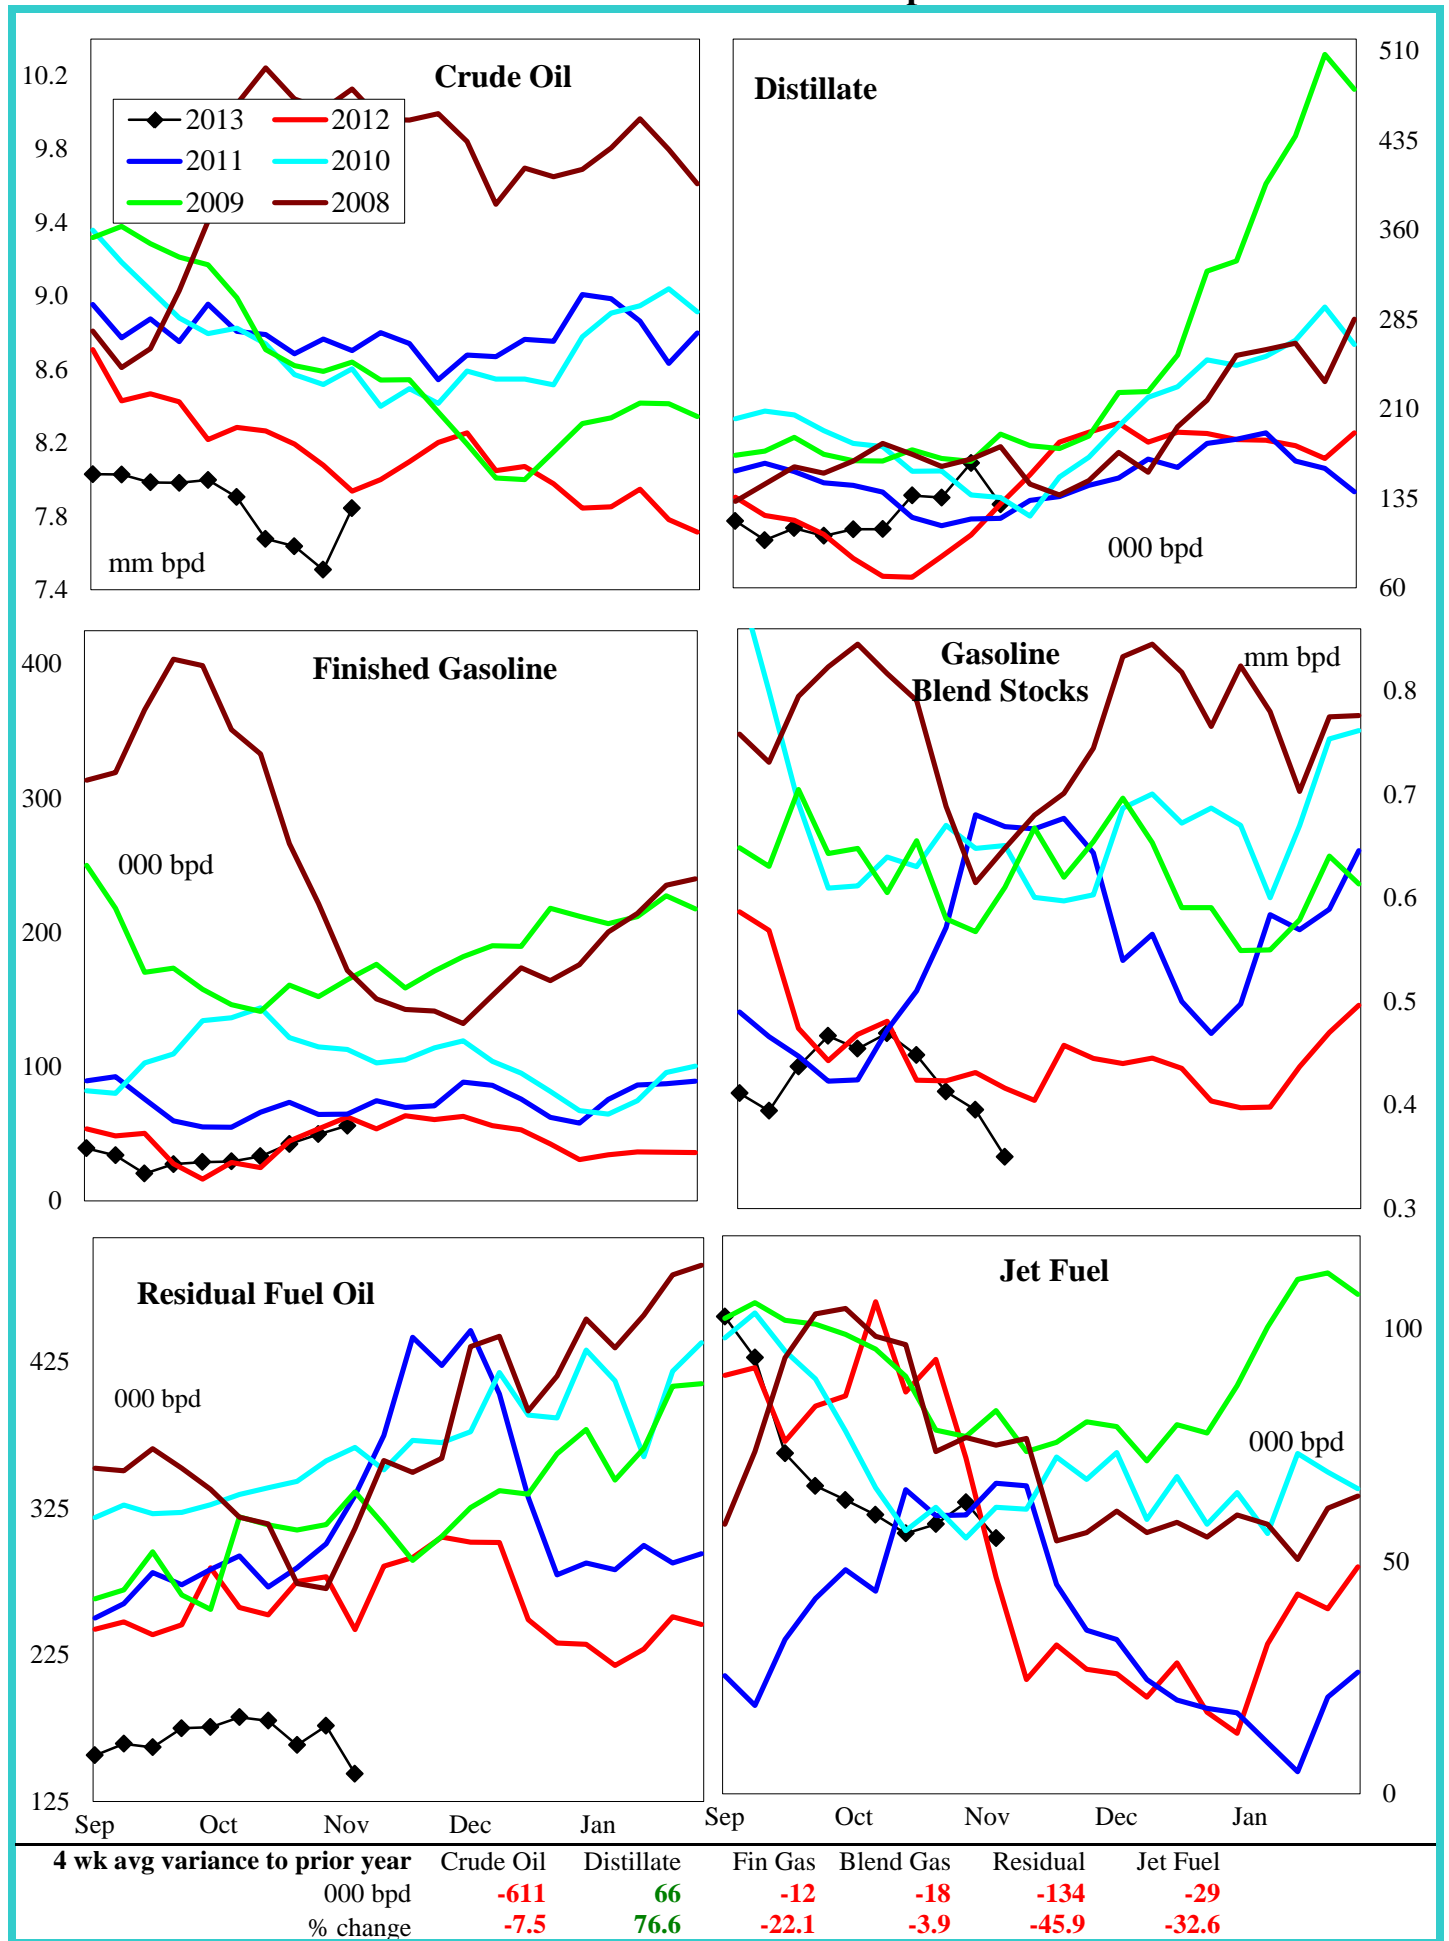 Crude Oil
10.2
9.8
9.4
9.0
8.6
8.2
7.8
7.4
2013
2012
2011
2010
2009
2008
mm bpd
Distillate
510
435
360
285
210
135
60
000 bpd
Finished Gasoline
400
300
200
100
0
000 bpd
Gasoline
Blend Stocks
mm bpd
0.8
0.7
0.6
0.5
0.4
0.3
Residual Fuel Oil
425
325
225
125
000 bpd
Sep Oct Nov Dec Jan
Jet Fuel
100
50
0
000 bpd
Sep Oct Nov Dec Jan
4 wk avg variance to prior year Crude Oil Distillate Fin Gas Blend Gas Residual Jet Fuel
000 bpd -611 66 -12 -18 -134 -29
% change -7.5 76.6 -22.1 -3.9 -45.9 -32.6